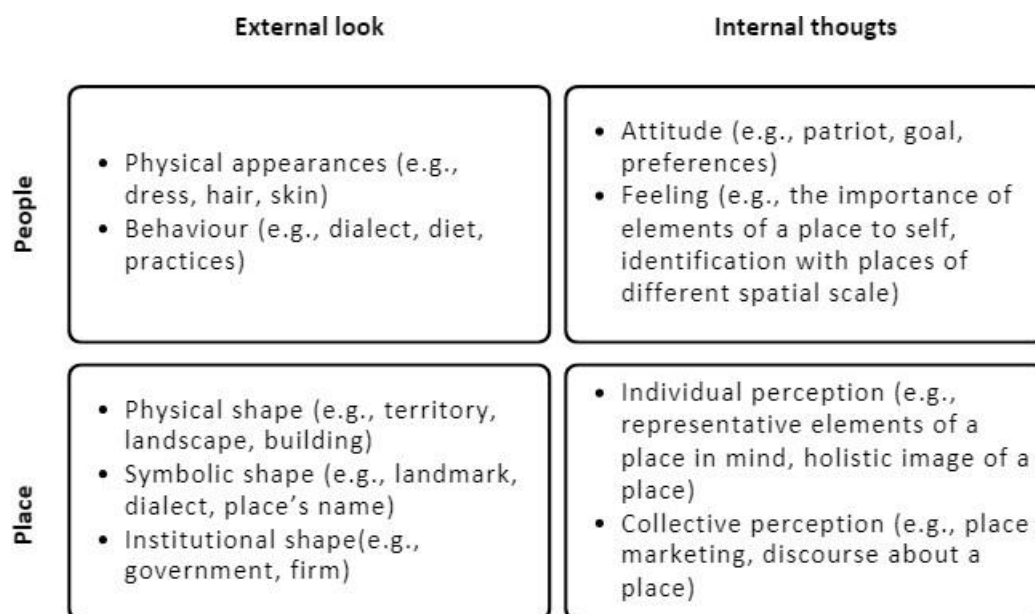 External look
Internal thougts
People
• Physical appearances (e.g.,
dress, hair, skin)
• Behaviour (e.g., dialect, diet,
practices)
• Attitude (e.g., patriot, goal,
preferences)
• Feeling (e.g., the importance of
elements of a place to self,
identification with places of
different spatial scale)
Place
• Physical shape (e.g., territory,
landscape, building)
• Symbolic shape (e.g., landmark,
dialect, place’s name)
• Institutional shape(e.g.,
government, firm)
• Individual perception (e.g.,
representative elements of a
place in mind, holistic image of a
place)
• Collective perception (e.g., place
marketing, discourse about a
place)